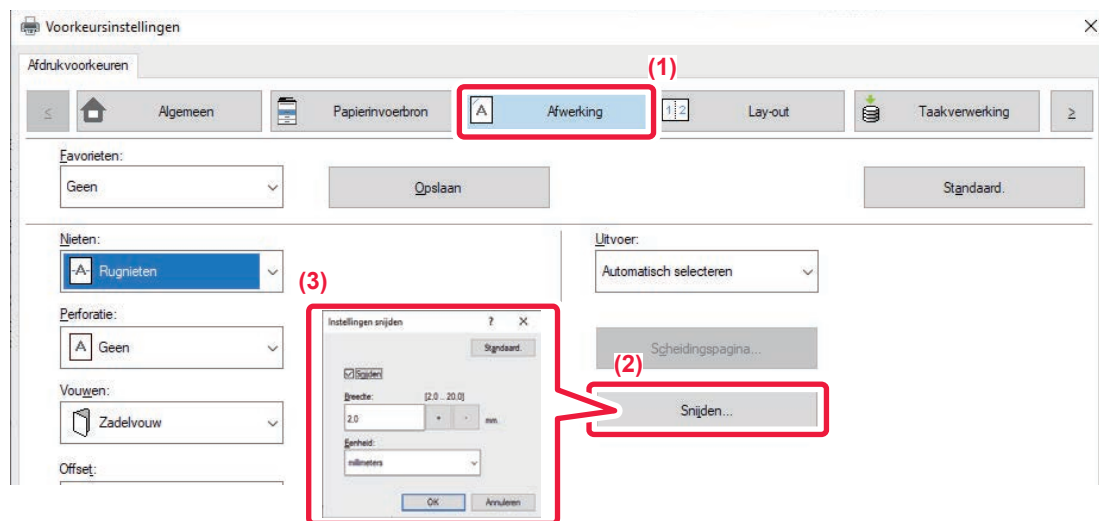 Voorkeursinstellingen
Afdrukvoorkeuren
(1)
≤ Algemeen Papierinvoerbron A Afwerking 1 2 Lay-out Taakverwerking ≥
Favorieten:
Geen Opslaan Standaard.
Nieten: Uitvoer:
-A- Rugnieten Automatisch selecteren
(3)
Perforatie:
A Geen
Instellingen snijden ? X
Standaard.
Snijden
Breedte: [2.0 .. 20.0]
2.0 + - mm.
Eenheid:
millimeters
OK Annuleren
Scheidingspagina...
(2)
Snijden...
Vouwen:
Zadelvouw
Offset: